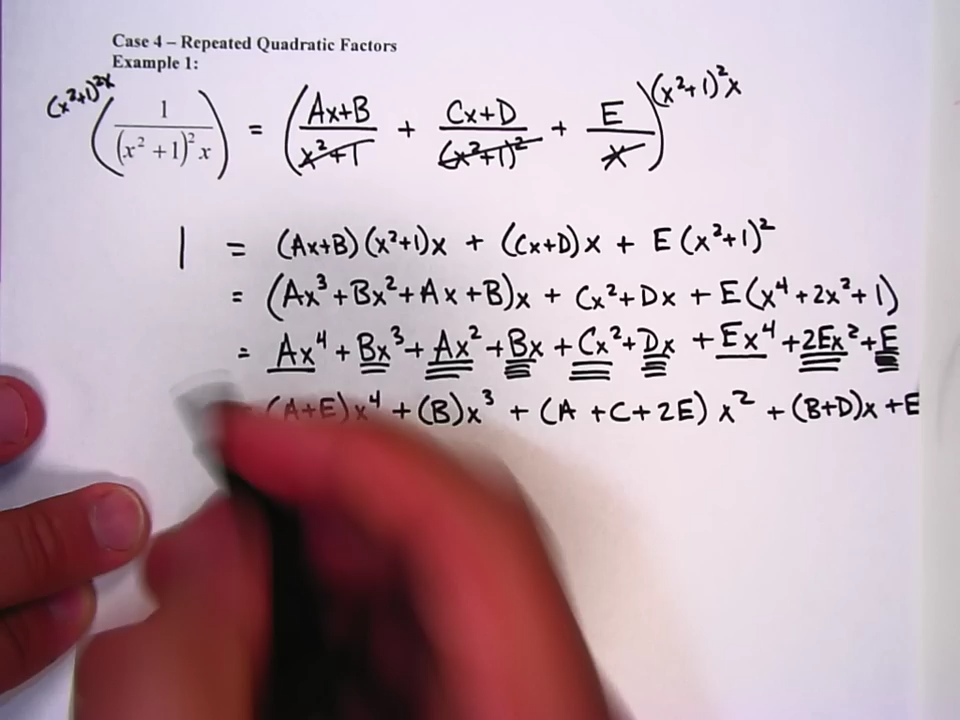 Case 4 – Repeated Quadratic Factors
Example 1:
(x²+1)²x ( 1 / (x² + 1)² x ) = ( Ax+B / x²+1 + Cx+D / (x²+1)² + E / x ) (x²+1)²x
1 = (Ax+B)(x²+1)x + (Cx+D)x + E(x²+1)²
= (Ax³+Bx²+Ax+B)x + Cx²+Dx + E(x⁴+2x²+1)
= Ax⁴ + Bx³ + Ax² + Bx + Cx² + Dx + Ex⁴ + 2Ex² + E
= (A+E)x⁴ + (B)x³ + (A + C + 2E) x² + (B+D)x + E